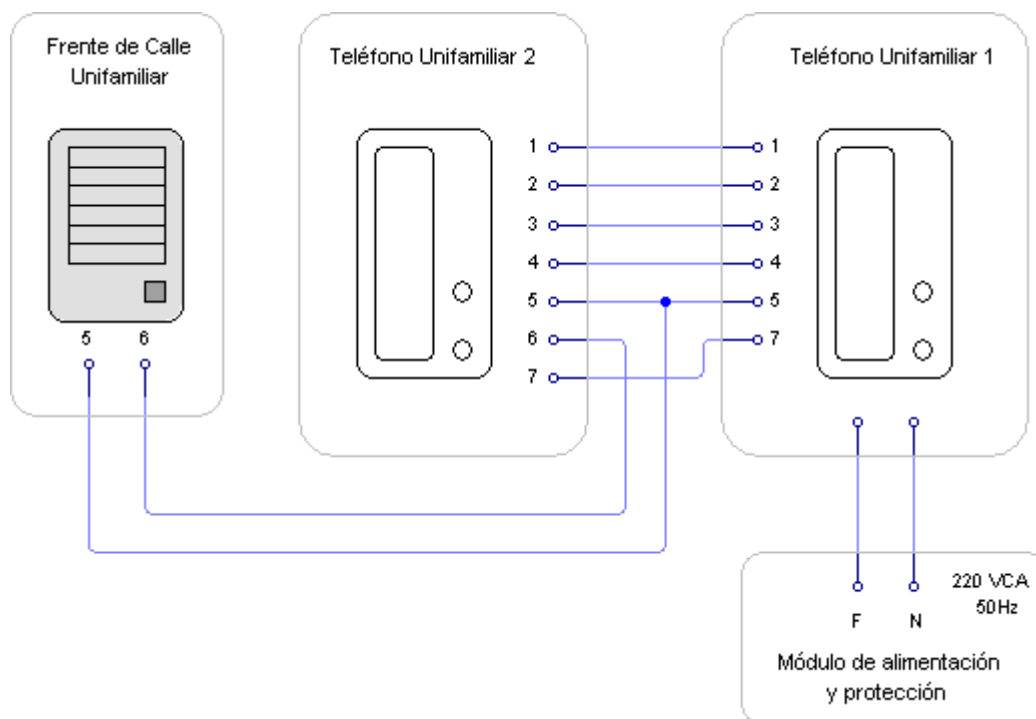 Frente de Calle
Unifamiliar
5
6
Teléfono Unifamiliar 2
1
2
3
4
5
6
7
Teléfono Unifamiliar 1
1
2
3
4
5
7
F
N
220 VCA
50Hz
Módulo de alimentación
y protección